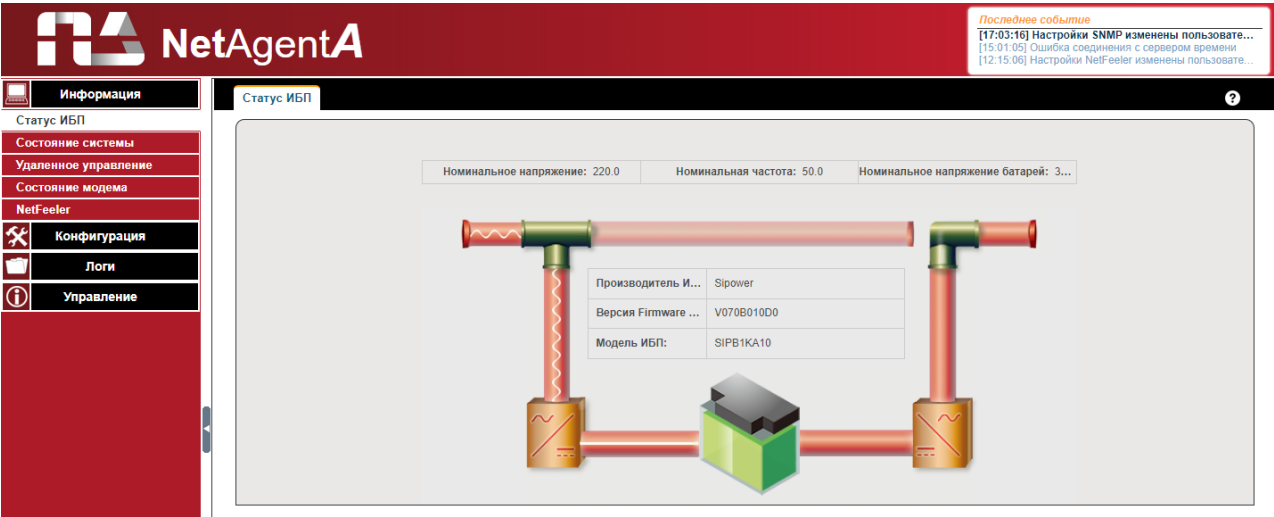 NetAgentA
Последнее событие
[17:03:16] Настройки SNMP изменены пользовате...
[15:01:05] Ошибка соединения с сервером времени
[12:15:06] Настройки NetFeeler изменены пользовате...
Информация
Статус ИБП
Состояние системы
Удаленное управление
Состояние модема
NetFeeler
Конфигурация
Логи
Управление
Статус ИБП
?
Номинальное напряжение: 220.0
Номинальная частота: 50.0
Номинальное напряжение батарей: 3...
Производитель И... Sipower
Версия Firmware ... V070B010D0
Модель ИБП: SIPB1KA10